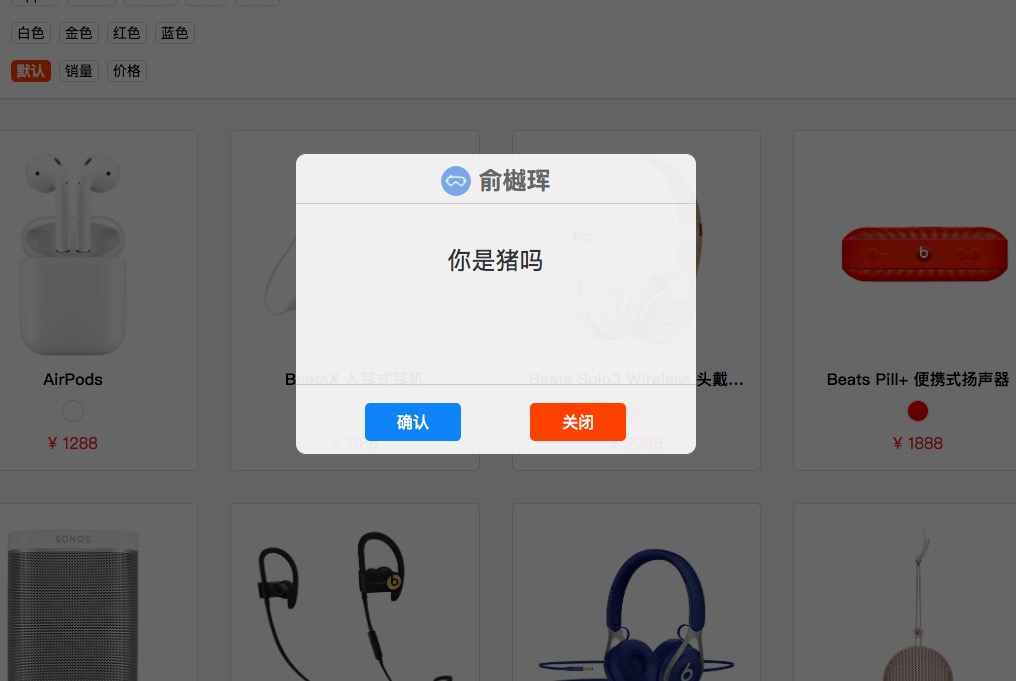 白色 金色 红色 蓝色
默认 销量 价格
俞樾珲
你是猪吗
确认 关闭
AirPods
BeatsX 入耳式耳机
Beats Solo3 Wireless 头戴...
Beats Pill+ 便携式扬声器
¥ 1288
¥ 2288
¥ 1888
SONOS